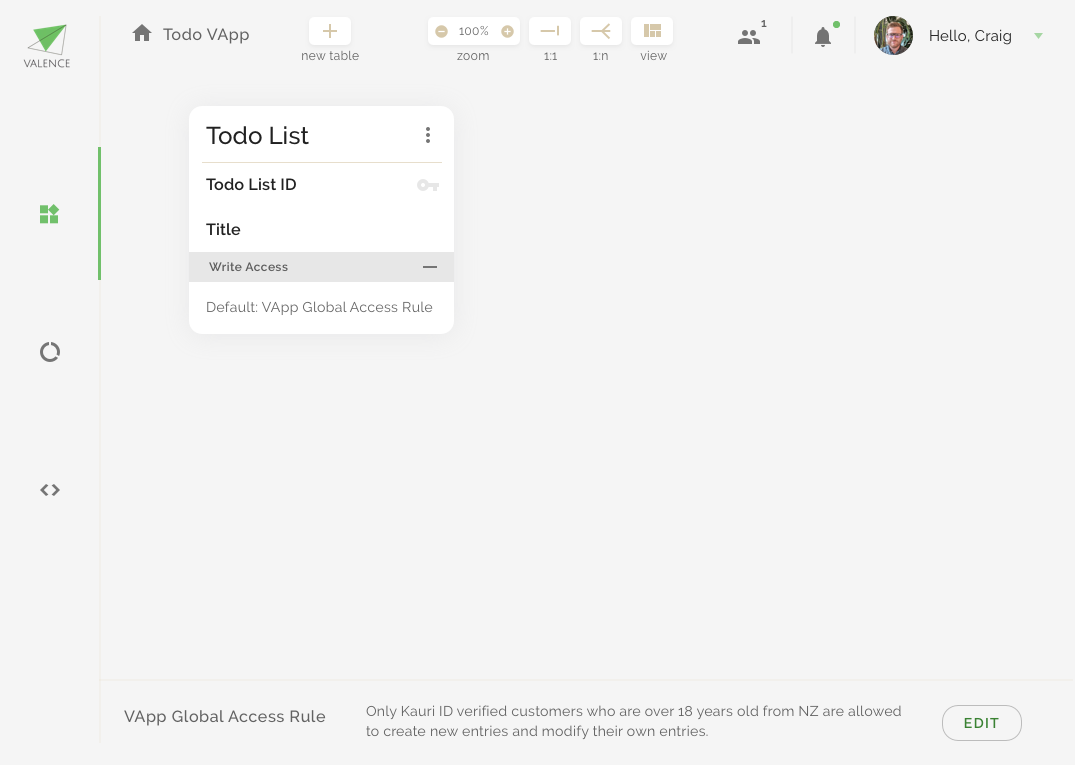 VALENCE
Todo VApp
new table
100%
zoom
1:1
1:n
view
1
Hello, Craig
Todo List
Todo List ID
Title
Write Access
Default: VApp Global Access Rule
VApp Global Access Rule
Only Kauri ID verified customers who are over 18 years old from NZ are allowed
to create new entries and modify their own entries.
EDIT